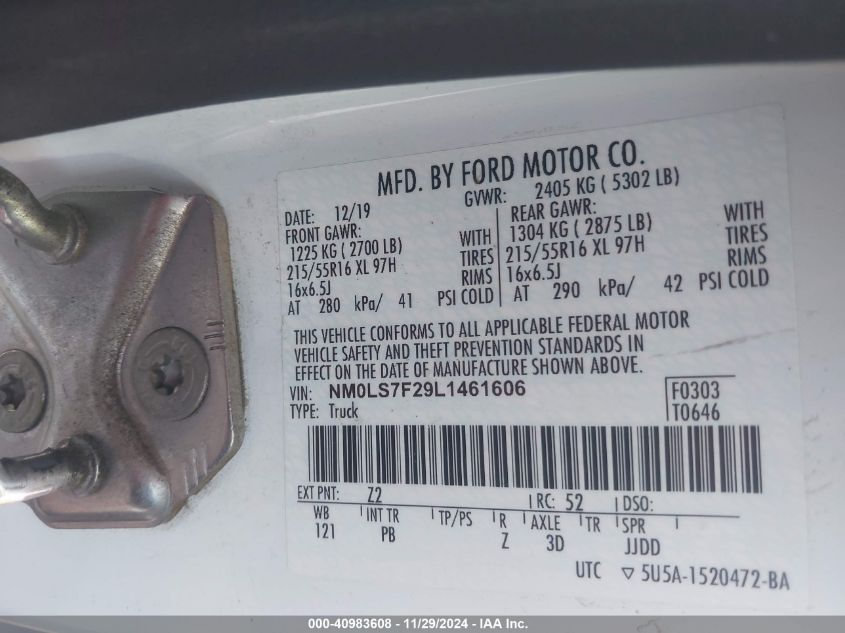 MFD. BY FORD MOTOR CO.
DATE: 12/19 GVWR: 2405 KG ( 5302 LB)
FRONT GAWR: REAR GAWR:
1225 KG ( 2700 LB) WITH 1304 KG ( 2875 LB) WITH
215/55R16 XL 97H TIRES 215/55R16 XL 97H TIRES
16x6.5J RIMS 16x6.5J RIMS
AT 280 kPa/ 41 PSI COLD AT 290 kPa/ 42 PSI COLD
THIS VEHICLE CONFORMS TO ALL APPLICABLE FEDERAL MOTOR
VEHICLE SAFETY AND THEFT PREVENTION STANDARDS IN
EFFECT ON THE DATE OF MANUFACTURE SHOWN ABOVE.
VIN: NM0LS7F29L1461606 F0303
TYPE: Truck T0646
EXT PNT: Z2 RC: 52 DSO:
WB INT TR TP/PS R AXLE TR SPR
121 PB Z 3D JJDD
UTC ▽ 5U5A-1520472-BA
000-40983608 - 11/29/2024 - IAA Inc.